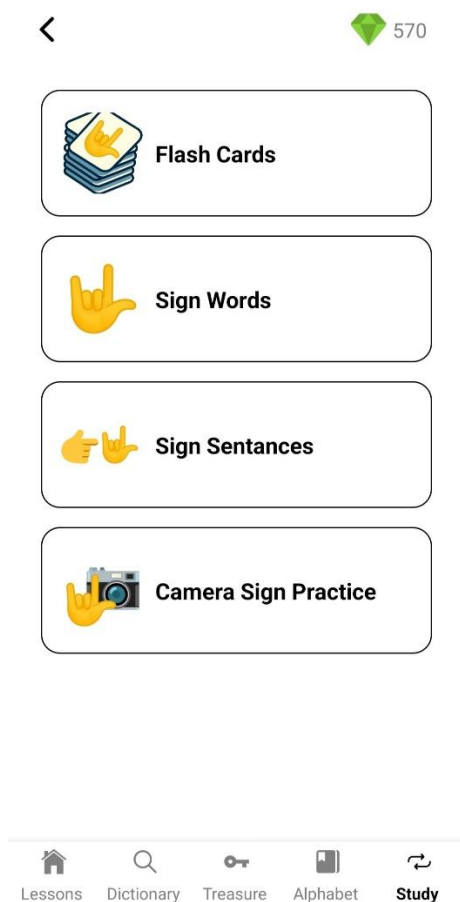 570
Flash Cards
Sign Words
Sign Sentances
Camera Sign Practice
Lessons Dictionary Treasure Alphabet Study